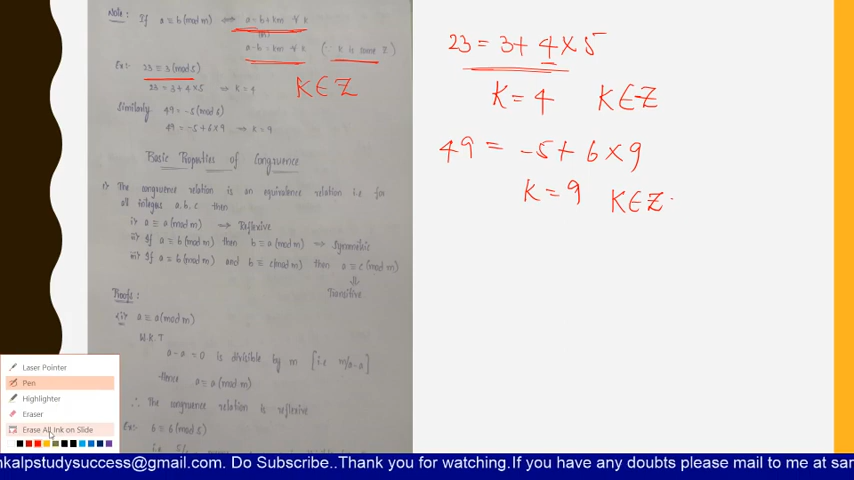 Note: If a ≡ b (mod m) ⟺ a = b + km ∀ k
(or)
a-b = km ∀ k (∵ k is some Z)
Ex:- 23 ≡ 3 (mod 5)
23 = 3 + 4×5 ⇒ k = 4
K∈Z
Similarly 49 ≡ -5 (mod 6)
49 = -5 + 6×9 ⇒ k = 9
Basic Properties of Congruence
1) The congruence relation is an equivalence relation i.e for
all integers a, b, c then
i) a ≡ a (mod m) → Reflexive
ii) If a ≡ b (mod m) then b ≡ a (mod m) → Symmetric
iii) If a ≡ b (mod m) and b ≡ c (mod m) then a ≡ c (mod m)
⇓
Transitive
Proofs:
(i) a ≡ a (mod m)
W.K.T
a-a = 0 is divisible by m [i.e m/a-a]
Hence a ≡ a (mod m)
∴ The congruence relation is reflexive
Ex:- 6 ≡ 6 (mod 5)
23 = 3 + 4×5
K = 4 K∈Z
49 = -5 + 6×9
K = 9 K∈Z
Laser Pointer
Pen
Highlighter
Eraser
Erase All Ink on Slide
nkalpstudysuccess@gmail.com. Do Subscribe..Thank you for watching.If you have any doubts please mail to me at sar